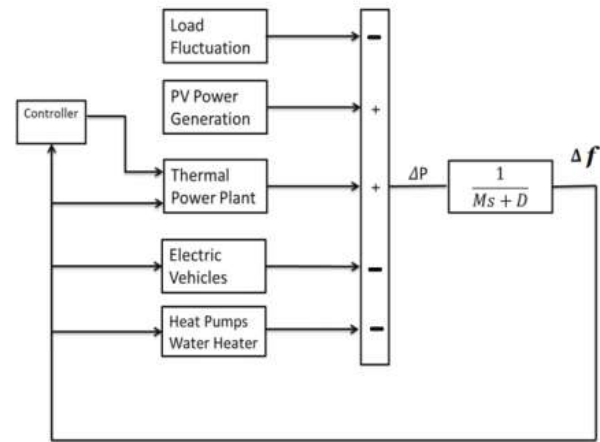 Load
Fluctuation
−
PV Power
Generation
+
Controller
Thermal
Power Plant
+
ΔP
1
Ms + D
Δf
Electric
Vehicles
−
Heat Pumps
Water Heater
−